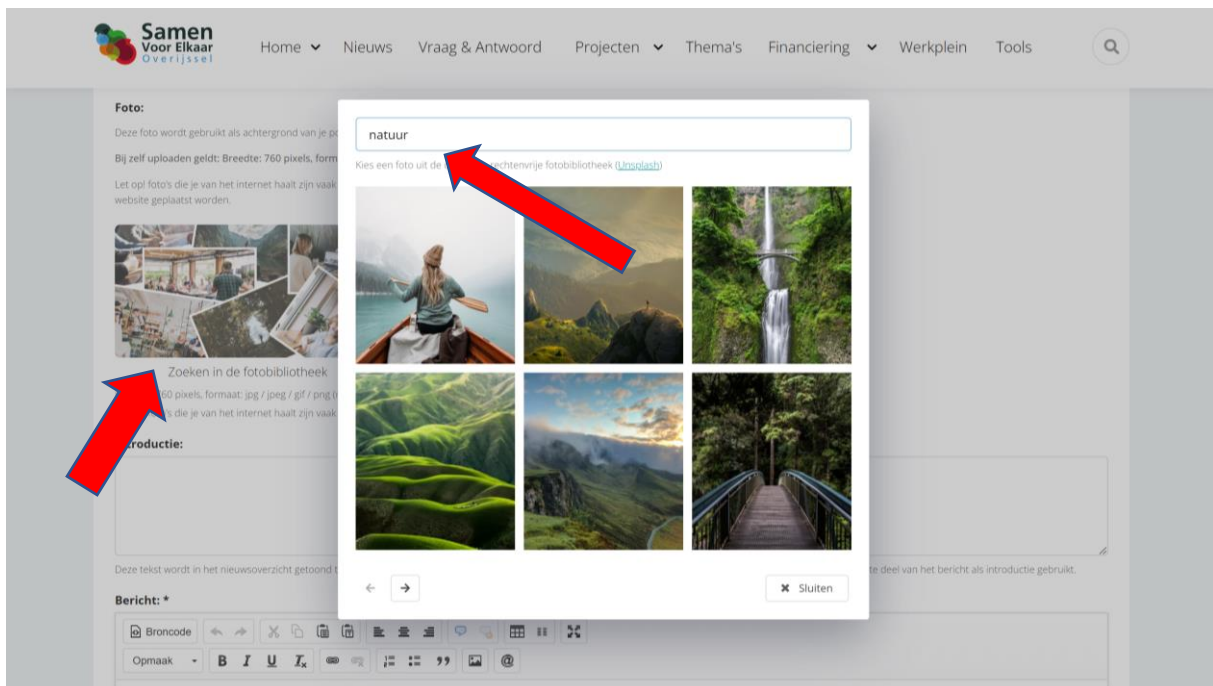 Samen
Voor Elkaar
Overijssel
Home Nieuws Vraag & Antwoord Projecten Thema's Financiering Werkplein Tools
Foto:
Deze foto wordt gebruikt als achtergrond van je
Bij zelf uploaden geldt: Breedte: 760 pixels,
Let op! foto's die je van het internet haalt zijn vaak
website geplaatst worden.
Zoeken in de fotobibliotheek
pixels, formaat: jpg / jpeg / gif / png
die je van het internet haalt zijn vaak
natuur
Kies een foto uit de rechtenvrije fotobibliotheek (Unsplash)
Sluiten
Deze tekst wordt in het nieuwsoverzicht getoond
deel van het bericht als introductie gebruikt.
Bericht: *
Broncode
Opmaak B I U Tx @